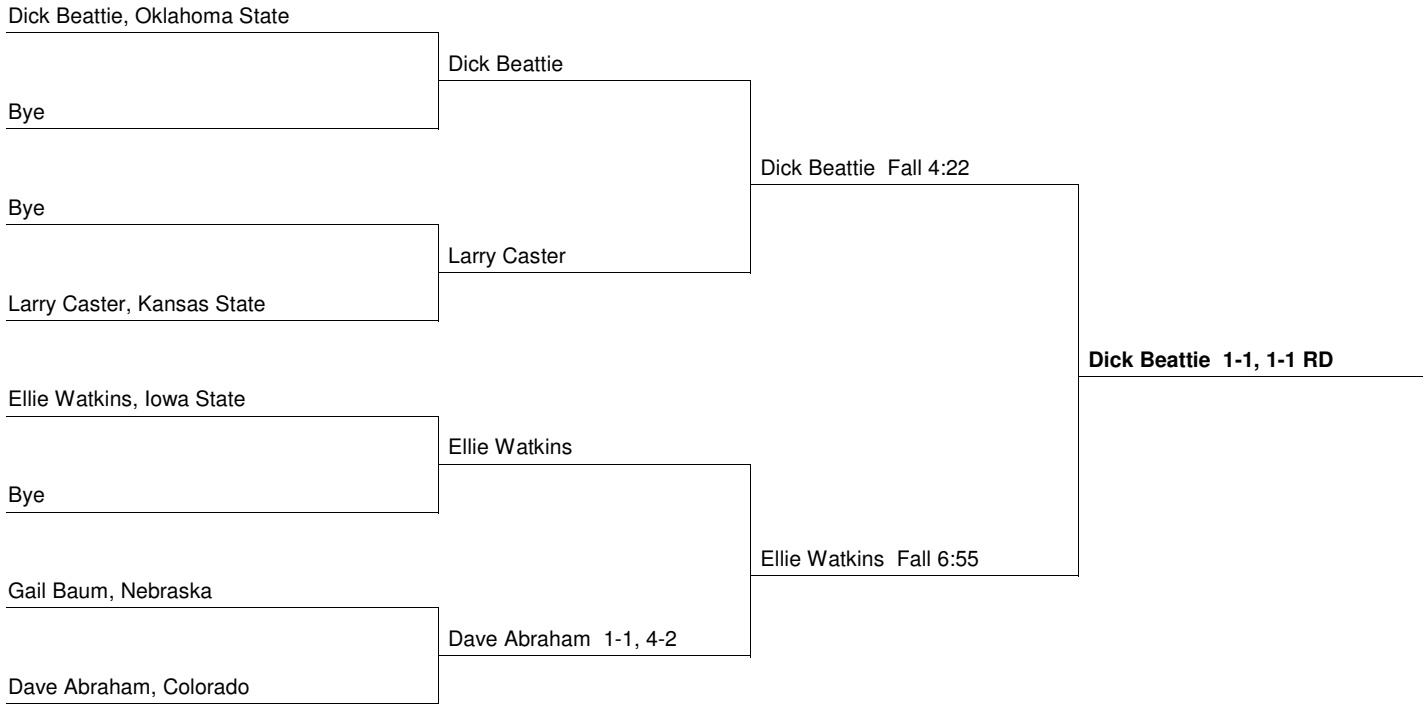 Dick Beattie, Oklahoma State
Dick Beattie
Bye
Dick Beattie  Fall 4:22
Bye
Larry Caster
Larry Caster, Kansas State
Dick Beattie  1-1, 1-1 RD
Ellie Watkins, Iowa State
Ellie Watkins
Bye
Ellie Watkins  Fall 6:55
Gail Baum, Nebraska
Dave Abraham  1-1, 4-2
Dave Abraham, Colorado